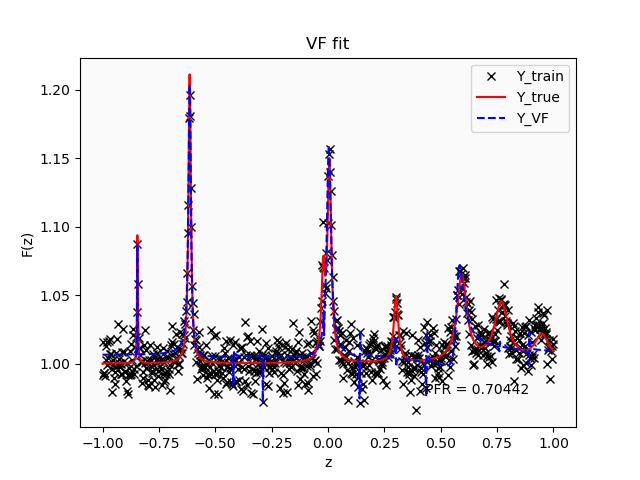 VF fit
Y_train
Y_true
Y_VF
F(z)
1.20
1.15
1.10
1.05
1.00
PFR = 0.70442
−1.00 −0.75 −0.50 −0.25 0.00 0.25 0.50 0.75 1.00
z